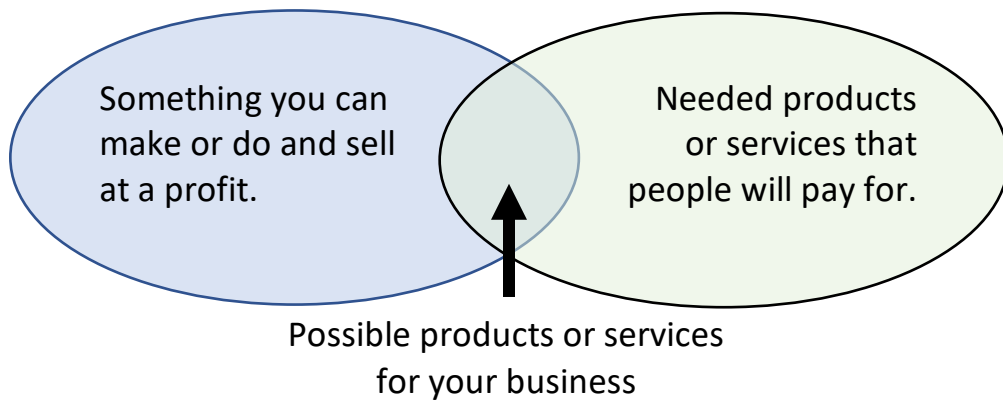 Something you can
make or do and sell
at a profit.
Needed products
or services that
people will pay for.
Possible products or services
for your business